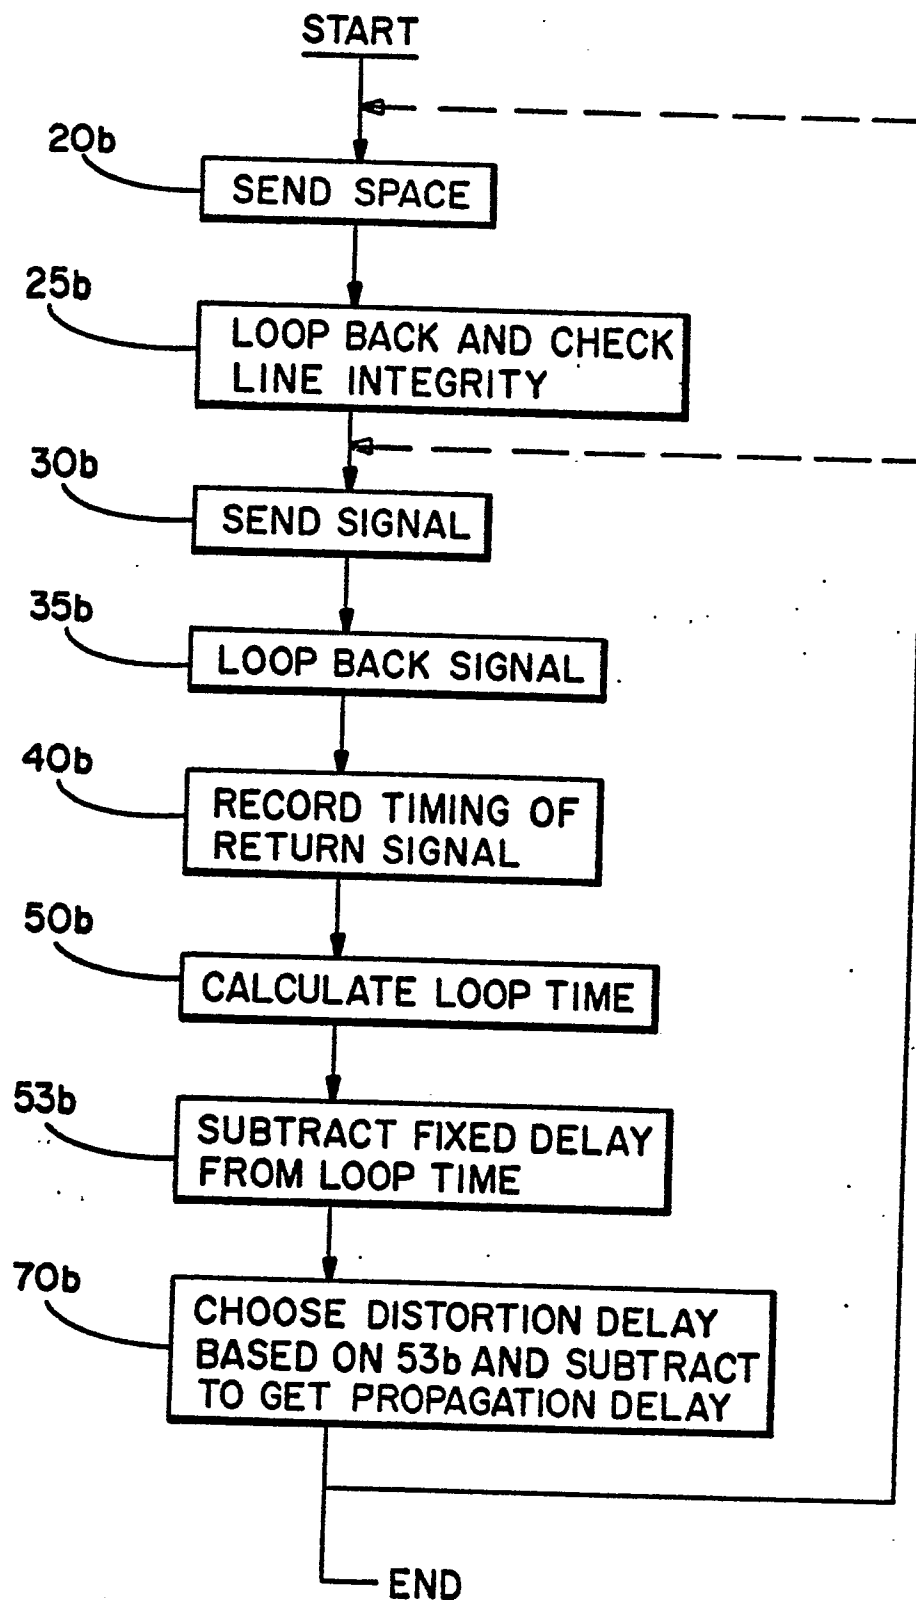 START
20b
SEND SPACE
25b
LOOP BACK AND CHECK
LINE INTEGRITY
30b
SEND SIGNAL
35b
LOOP BACK SIGNAL
40b
RECORD TIMING OF
RETURN SIGNAL
50b
CALCULATE LOOP TIME
53b
SUBTRACT FIXED DELAY
FROM LOOP TIME
70b
CHOOSE DISTORTION DELAY
BASED ON 53b AND SUBTRACT
TO GET PROPAGATION DELAY
END